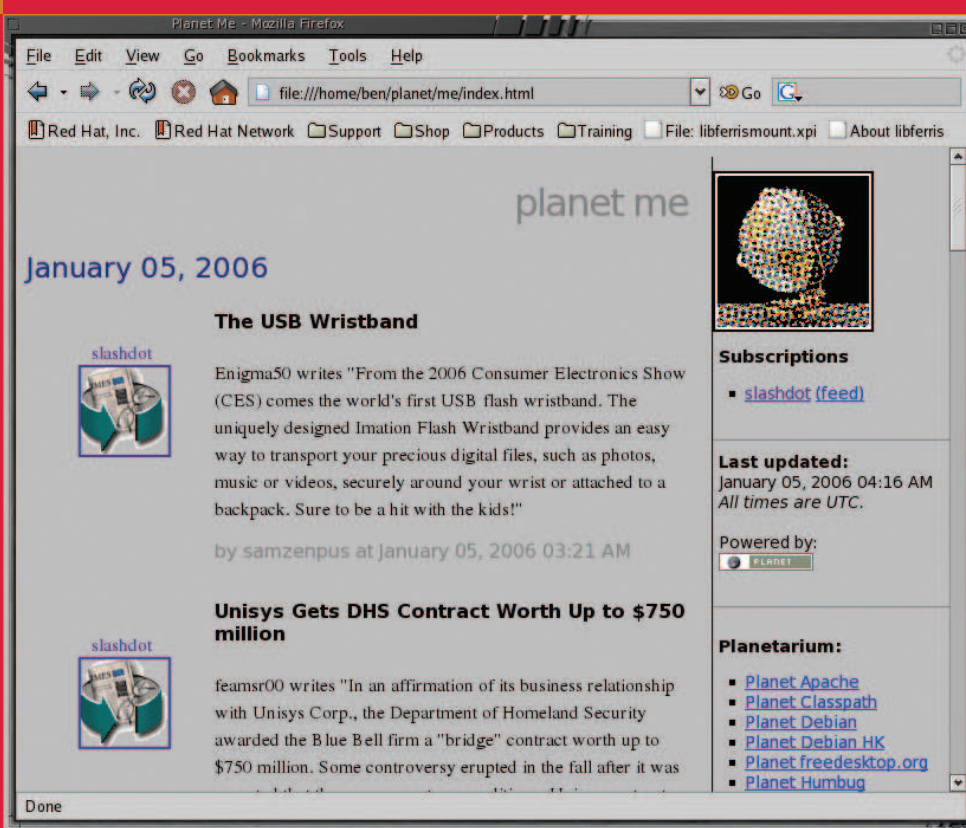 Planet Me - Mozilla Firefox
File Edit View Go Bookmarks Tools Help
file:///home/ben/planet/me/index.html Go G
Red Hat, Inc. Red Hat Network Support Shop Products Training File: libferrismount.xpi About libferris
planet me
January 05, 2006
The USB Wristband
slashdot
Enigma50 writes "From the 2006 Consumer Electronics Show
(CES) comes the world's first USB flash wristband. The
uniquely designed Imation Flash Wristband provides an easy
way to transport your precious digital files, such as photos,
music or videos, securely around your wrist or attached to a
backpack. Sure to be a hit with the kids!"
by samzenpus at January 05, 2006 03:21 AM
Unisys Gets DHS Contract Worth Up to $750
million
slashdot
feamsr00 writes "In an affirmation of its business relationship
with Unisys Corp., the Department of Homeland Security
awarded the Blue Bell firm a "bridge" contract worth up to
$750 million. Some controversy erupted in the fall after it was
Subscriptions
slashdot (feed)
Last updated:
January 05, 2006 04:16 AM
All times are UTC.
Powered by:
PLANET
Planetarium:
Planet Apache
Planet Classpath
Planet Debian
Planet Debian HK
Planet freedesktop.org
Planet Humbug
Done